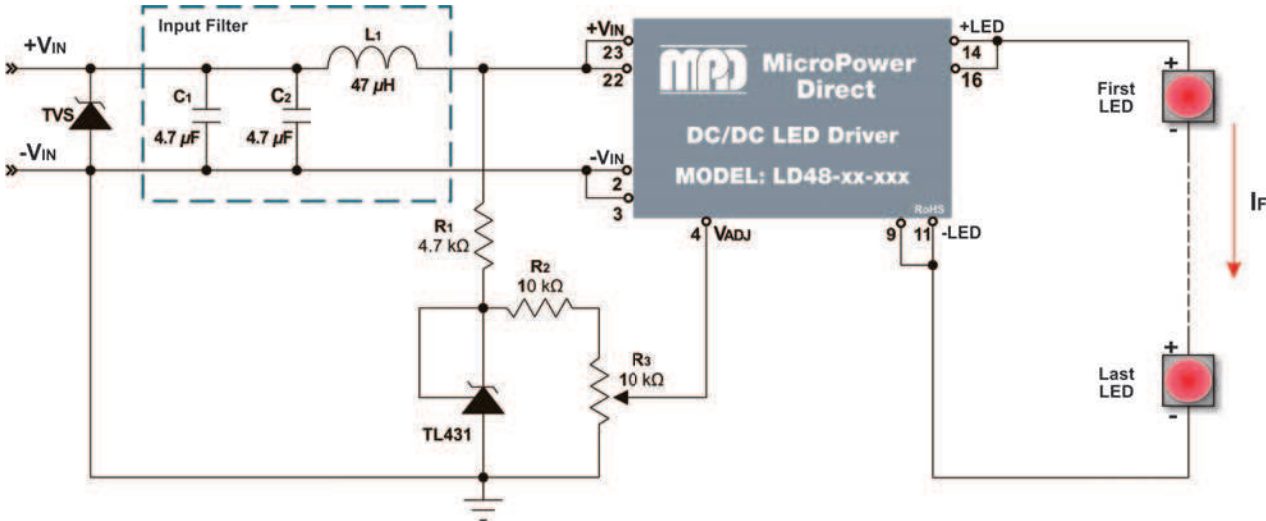 Input Filter
+VIN
L1
47 µH
C1
4.7 µF
C2
4.7 µF
TVS
-VIN
+VIN
23
22
-VIN
2
3
MPD
MicroPower
Direct
DC/DC LED Driver
MODEL: LD48-xx-xxx
RoHS
4
VADJ
9
11
-LED
+LED
14
16
+
First
LED
-
IF
+
Last
LED
-
R1
4.7 kΩ
R2
10 kΩ
R3
10 kΩ
TL431